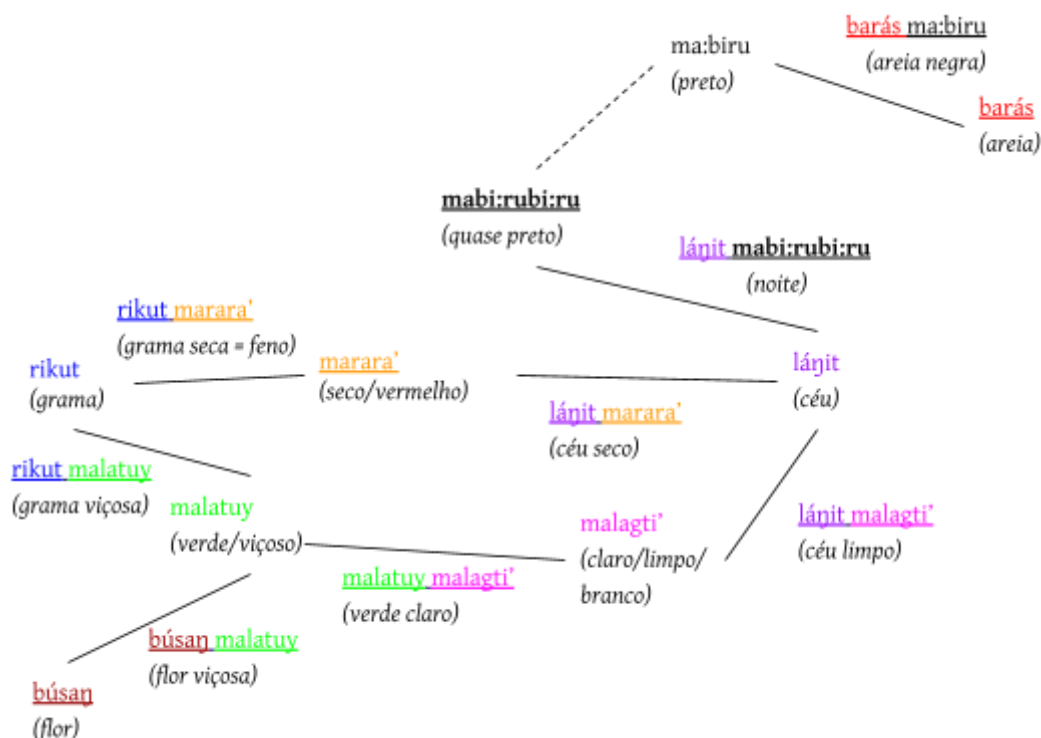 barás ma:biru
(areia negra)
ma:biru
(preto)
barás
(areia)
mabi:rubi:ru
(quase preto)
láŋit mabi:rubi:ru
(noite)
rikut marara’
(grama seca = feno)
rikut
(grama)
marara’
(seco/vermelho)
láŋit
(céu)
láŋit marara’
(céu seco)
rikut malatuy
(grama viçosa)
malatuy
(verde/viçoso)
malagti’
(claro/limpo/
branco)
láŋit malagti’
(céu limpo)
malatuy malagti’
(verde claro)
búsaŋ malatuy
(flor viçosa)
búsaŋ
(flor)